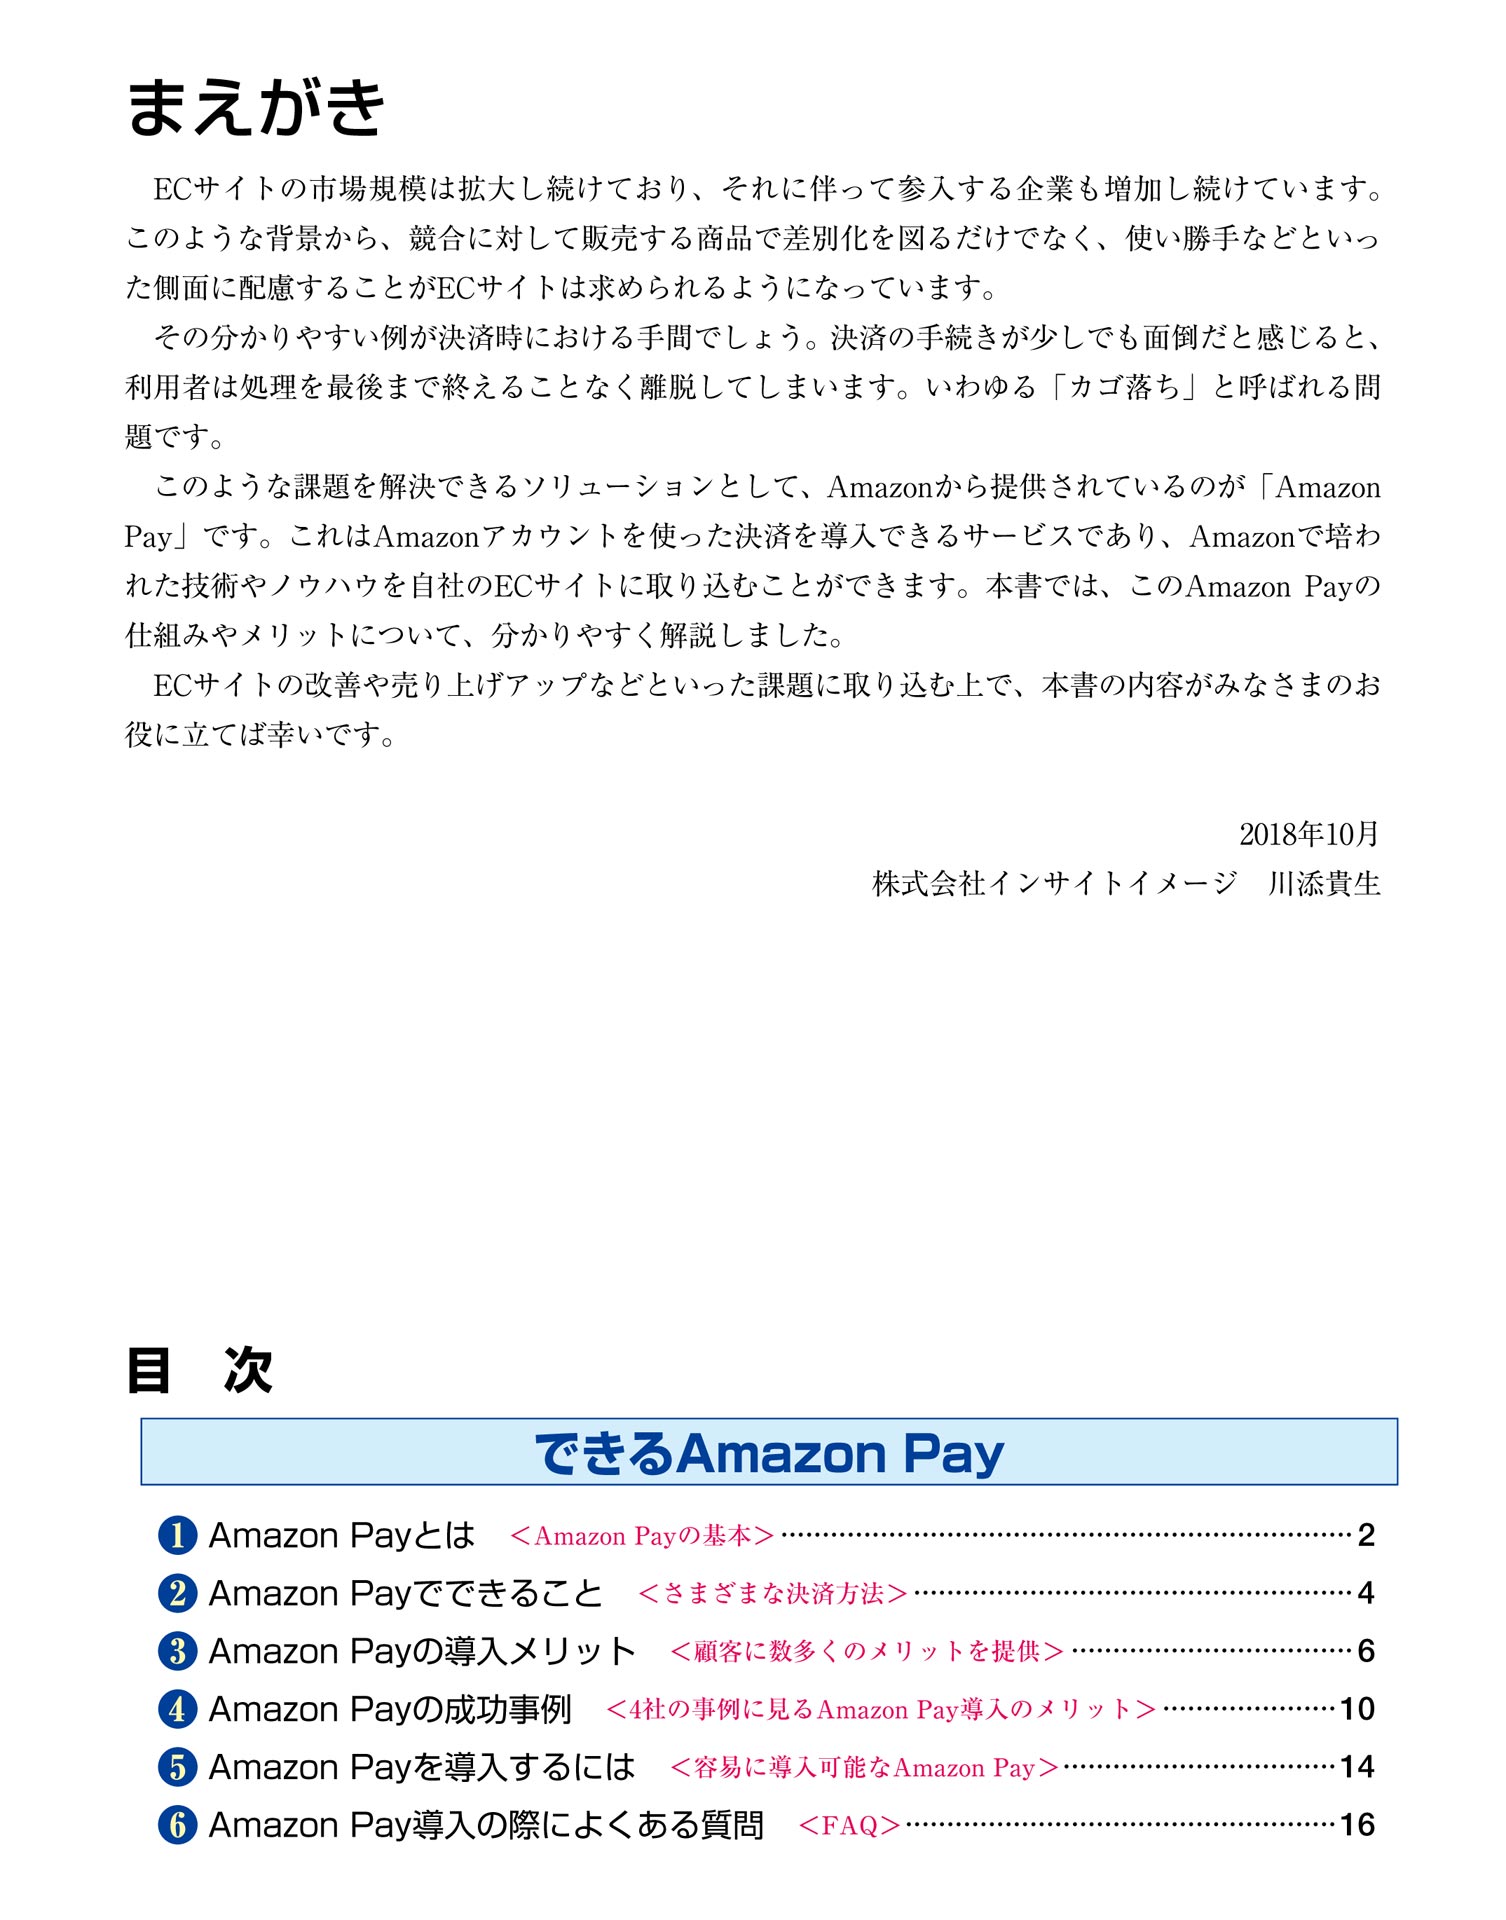 まえがき
　ECサイトの市場規模は拡大し続けており、それに伴って参入する企業も増加し続けています。
このような背景から、競合に対して販売する商品で差別化を図るだけでなく、使い勝手などといっ
た側面に配慮することがECサイトは求められるようになっています。
　その分かりやすい例が決済時における手間でしょう。決済の手続きが少しでも面倒だと感じると、
利用者は処理を最後まで終えることなく離脱してしまいます。いわゆる「カゴ落ち」と呼ばれる問
題です。
　このような課題を解決できるソリューションとして、Amazonから提供されているのが「Amazon
Pay」です。これはAmazonアカウントを使った決済を導入できるサービスであり、Amazonで培わ
れた技術やノウハウを自社のECサイトに取り込むことができます。本書では、このAmazon Payの
仕組みやメリットについて、分かりやすく解説しました。
　ECサイトの改善や売り上げアップなどといった課題に取り込む上で、本書の内容がみなさまのお
役に立てば幸いです。
2018年10月
株式会社インサイトイメージ　川添貴生
目　次
できるAmazon Pay
❶ Amazon Payとは　＜Amazon Payの基本＞……………………………………………………………2
❷ Amazon Payでできること　＜さまざまな決済方法＞………………………………………………4
❸ Amazon Payの導入メリット　＜顧客に数多くのメリットを提供＞……………………………6
❹ Amazon Payの成功事例　＜4社の事例に見るAmazon Pay導入のメリット＞…………………10
❺ Amazon Payを導入するには　＜容易に導入可能なAmazon Pay＞……………………………14
❻ Amazon Pay導入の際によくある質問　＜FAQ＞……………………………………………16